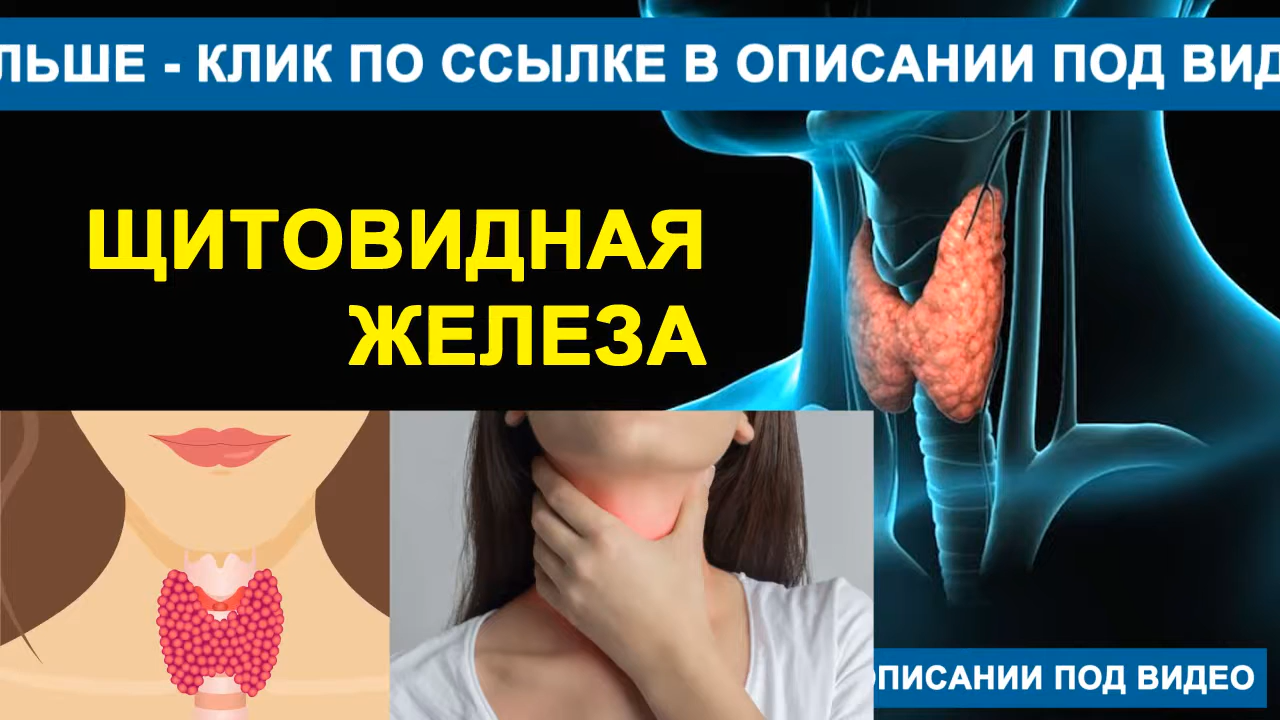 ЛЬШЕ - КЛИК ПО ССЫЛКЕ В ОПИСАНИИ ПОД ВИД
ЩИТОВИДНАЯ
ЖЕЛЕЗА
ОПИСАНИИ ПОД ВИДЕО